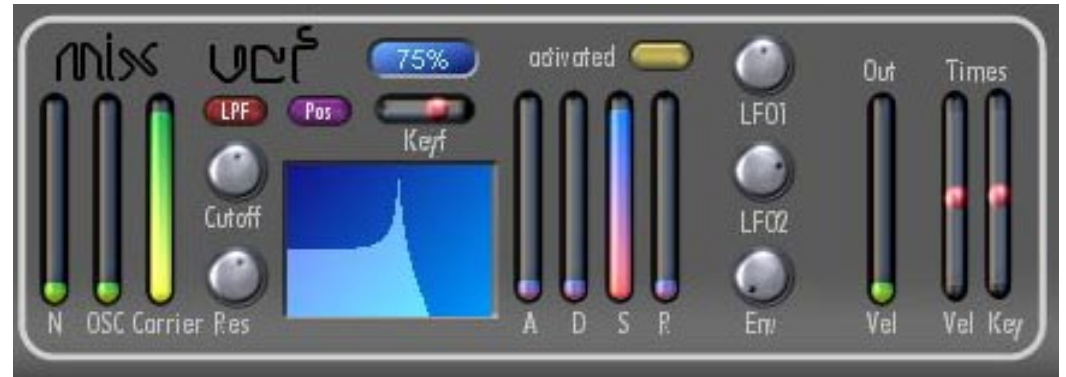 mix vcf 75% activated
LPF Pos
Keyf
LFO1
Out Times
Cutoff
LFO2
N OSC Carrier Res A D S R Env Vel Vel Key